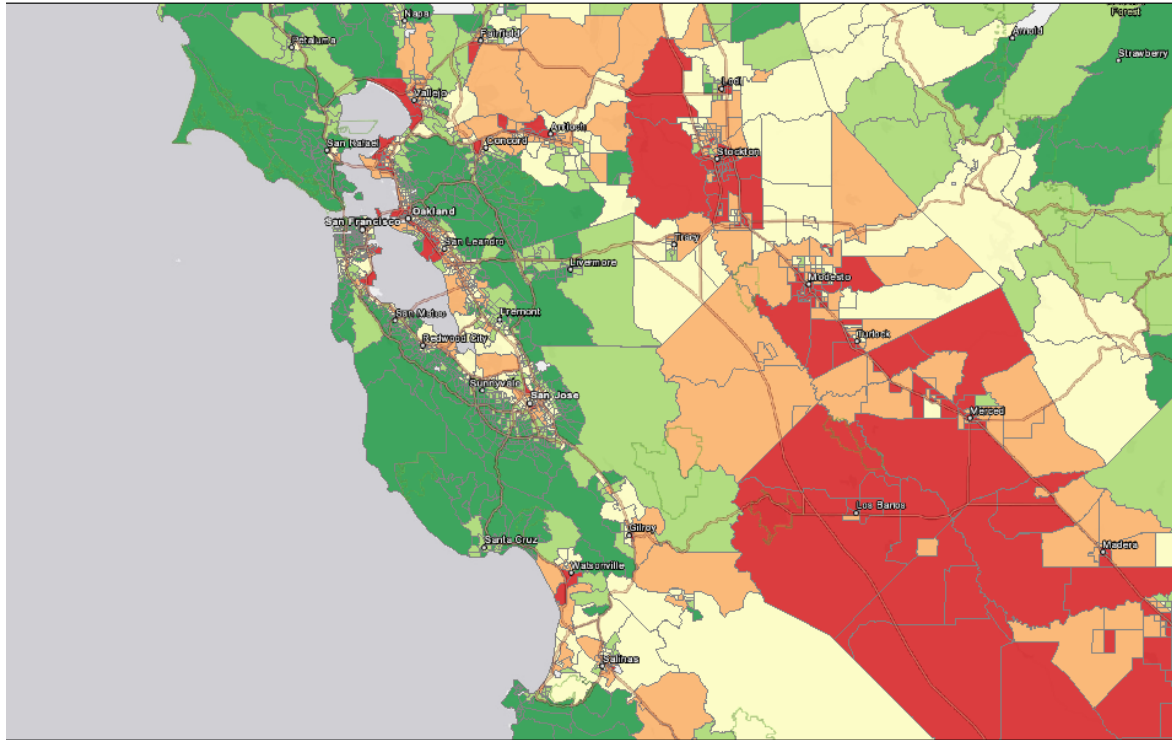 Napa
Forest
Petaluma
Fairfield
Arnold
Strawberry
Vallejo
Lodi
San Rafael
Concord
Antioch
Stockton
Oakland
San Francisco
San Leandro
Tracy
Livermore
Modesto
San Mateo
Fremont
Redwood City
Turlock
Sunnyvale
San Jose
Merced
Los Banos
Gilroy
Santa Cruz
Madera
Watsonville
Salinas